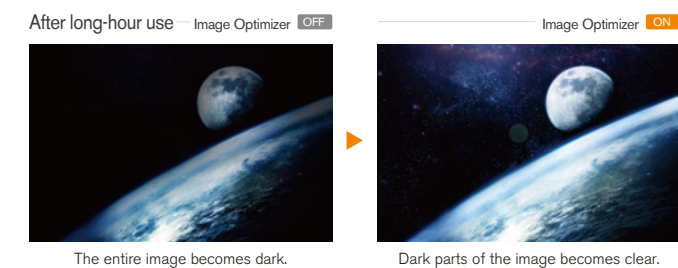 After long-hour use Image Optimizer OFF
Image Optimizer ON
The entire image becomes dark.
Dark parts of the image becomes clear.